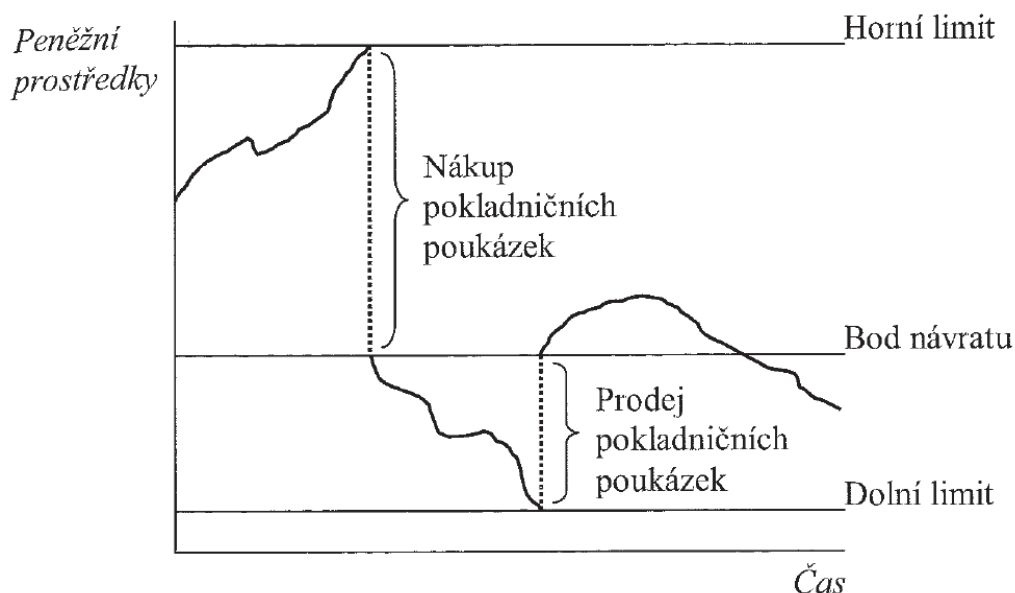 Peněžní
prostředky
Horní limit
Nákup
pokladničních
poukázek
Bod návratu
Prodej
pokladničních
poukázek
Dolní limit
Čas